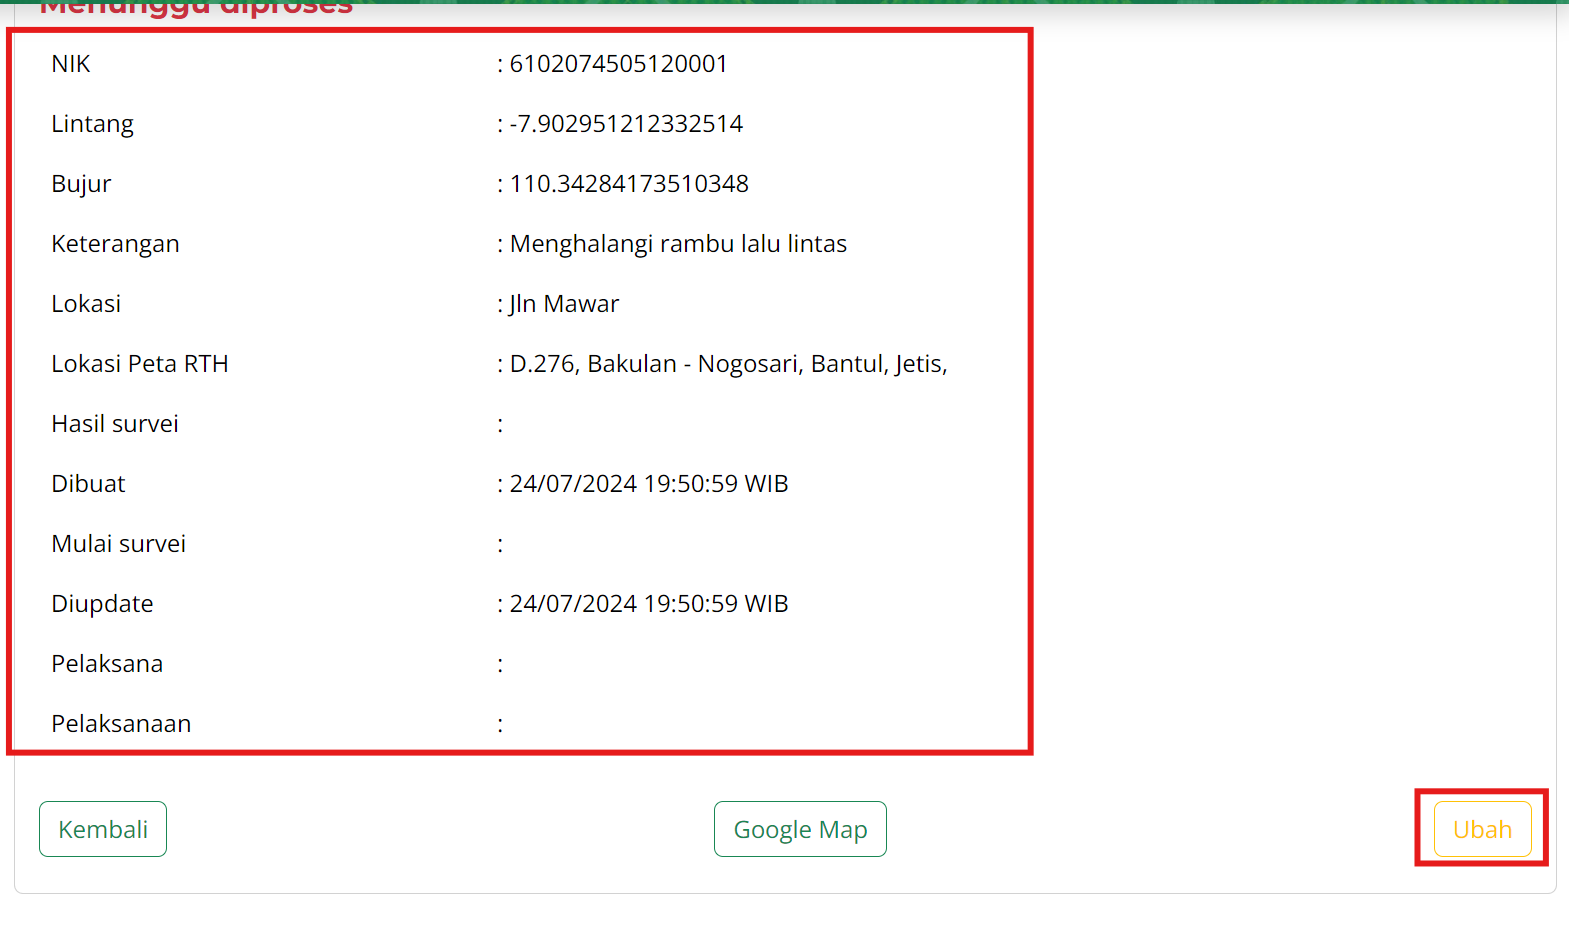 Menunggu diproses
NIK : 6102074505120001
Lintang : -7.902951212332514
Bujur : 110.34284173510348
Keterangan : Menghalangi rambu lalu lintas
Lokasi : Jln Mawar
Lokasi Peta RTH : D.276, Bakulan - Nogosari, Bantul, Jetis,
Hasil survei :
Dibuat : 24/07/2024 19:50:59 WIB
Mulai survei :
Diupdate : 24/07/2024 19:50:59 WIB
Pelaksana :
Pelaksanaan :
Kembali Google Map Ubah